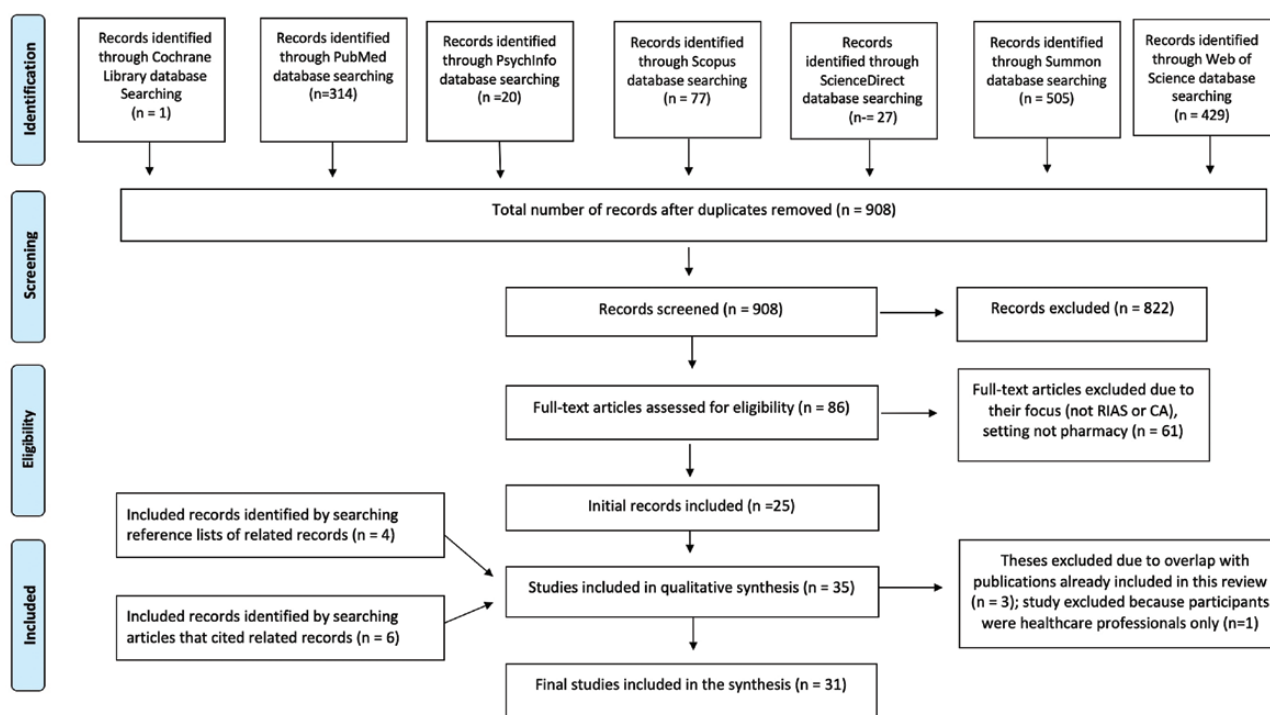 Identification
Records identified
through Cochrane
Library database
Searching
(n = 1)
Records identified
through PubMed
database searching
(n=314)
Records identified
through PsychInfo
database searching
(n =20)
Records identified
through Scopus
database searching
(n = 77)
Records
identified through
ScienceDirect
database searching
(n-= 27)
Records identified
through Summon
database searching
(n = 505)
Records identified
through Web of
Science database
searching
(n = 429)
Screening
Total number of records after duplicates removed (n = 908)
Records screened (n = 908)
Records excluded (n = 822)
Eligibility
Full-text articles assessed for eligibility (n = 86)
Full-text articles excluded due to
their focus (not RIAS or CA),
setting not pharmacy (n = 61)
Initial records included (n =25)
Included records identified by searching
reference lists of related records (n = 4)
Included
Studies included in qualitative synthesis (n = 35)
Theses excluded due to overlap with
publications already included in this review
(n = 3); study excluded because participants
were healthcare professionals only (n=1)
Included records identified by searching
articles that cited related records (n = 6)
Final studies included in the synthesis (n = 31)